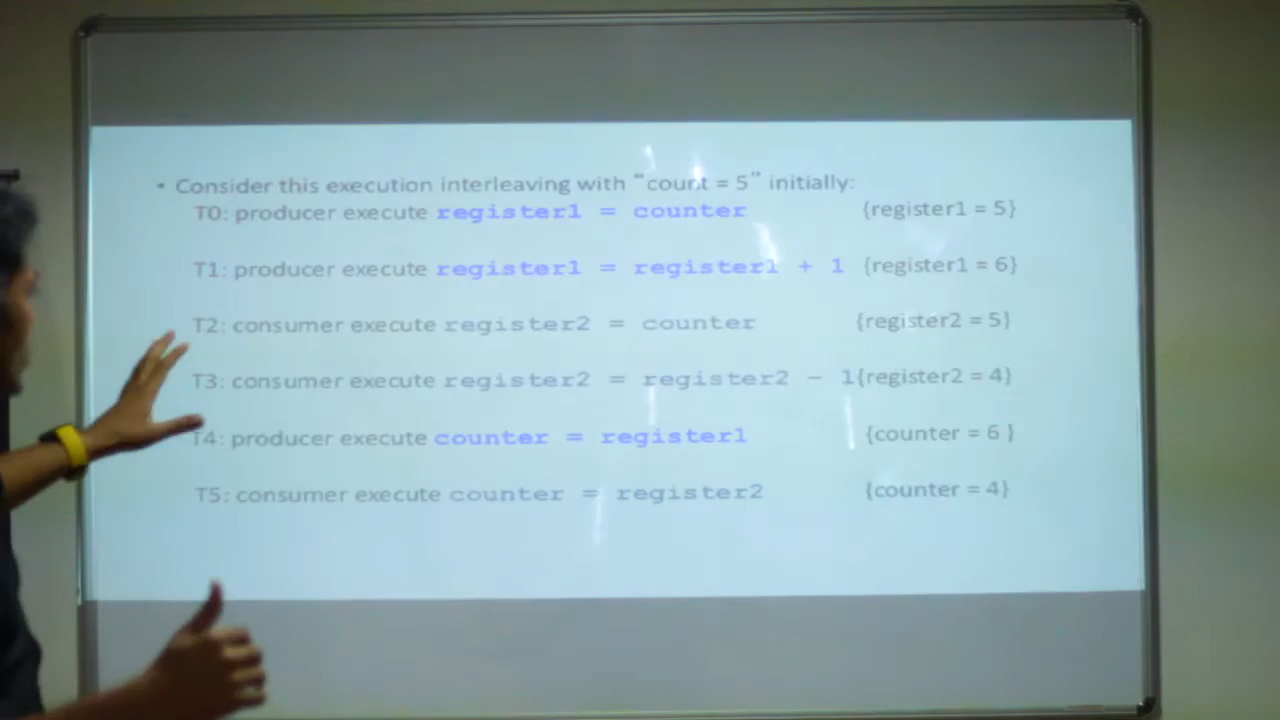 • Consider this execution interleaving with “count = 5” initially:
T0: producer execute register1 = counter {register1 = 5}
T1: producer execute register1 = register1 + 1 {register1 = 6}
T2: consumer execute register2 = counter {register2 = 5}
T3: consumer execute register2 = register2 - 1{register2 = 4}
T4: producer execute counter = register1 {counter = 6 }
T5: consumer execute counter = register2 {counter = 4}